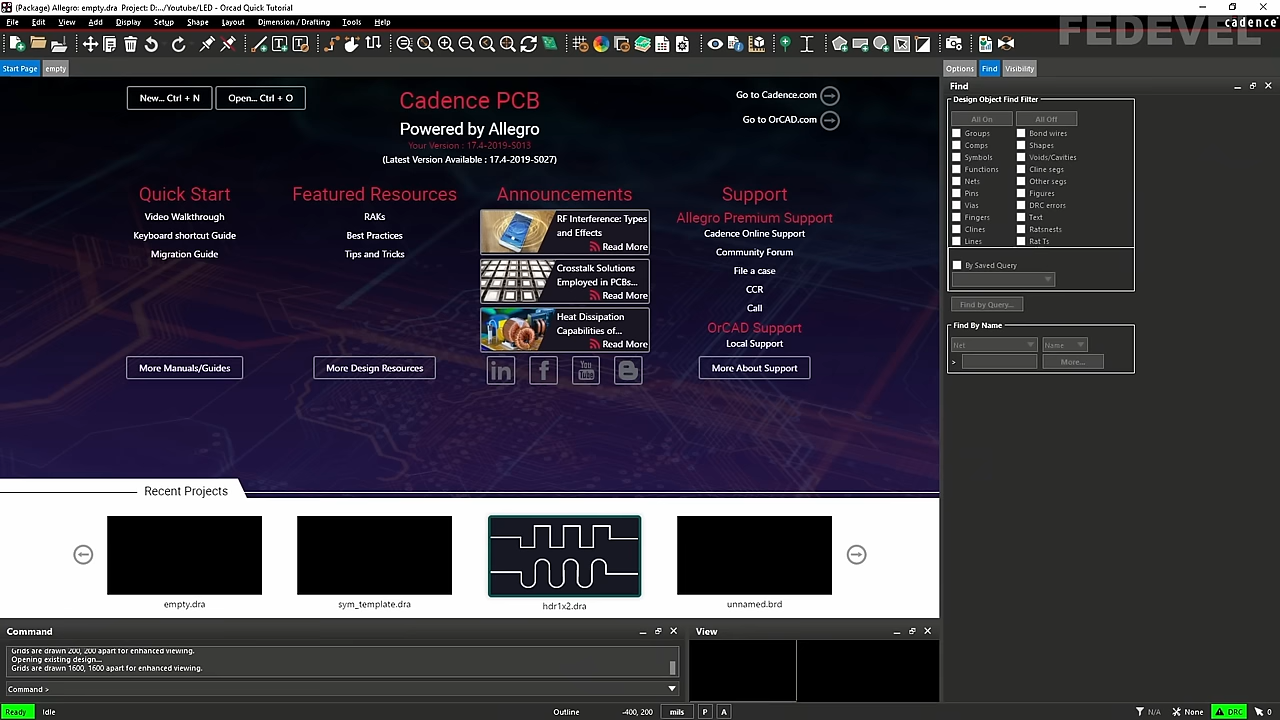 (Package) Allegro: empty.dra  Project: D:.../Youtube/LED - Orcad Quick Tutorial
File Edit View Add Display Setup Shape Layout Dimension / Drafting Tools Help
cadence
FEDEVEL
Start Page empty
Options Find Visibility
New... Ctrl + N Open... Ctrl + O
Cadence PCB
Powered by Allegro
Your Version : 17.4-2019-S013
(Latest Version Available : 17.4-2019-S027)
Go to Cadence.com
Go to OrCAD.com
Quick Start
Video Walkthrough
Keyboard shortcut Guide
Migration Guide
More Manuals/Guides
Featured Resources
RAKs
Best Practices
Tips and Tricks
More Design Resources
Announcements
RF Interference: Types
and Effects
Read More
Crosstalk Solutions
Employed in PCBs...
Read More
Heat Dissipation
Capabilities of...
Read More
in f You Tube B
Support
Allegro Premium Support
Cadence Online Support
Community Forum
File a case
CCR
Call
OrCAD Support
Local Support
More About Support
Recent Projects
empty.dra sym_template.dra hdr1x2.dra unnamed.brd
Find
Design Object Find Filter
All On All Off
Groups Bond wires
Comps Shapes
Symbols Voids/Cavities
Functions Cline segs
Nets Other segs
Pins Figures
Vias DRC errors
Fingers Text
Clines Ratsnests
Lines Rat Ts
By Saved Query
Find by Query...
Find By Name
Net Name
> More...
Command
Grids are drawn 200, 200 apart for enhanced viewing.
Opening existing design...
Grids are drawn 1600, 1600 apart for enhanced viewing.
Command >
View
Ready Idle Outline -400, 200 mils P A N/A None DRC 0